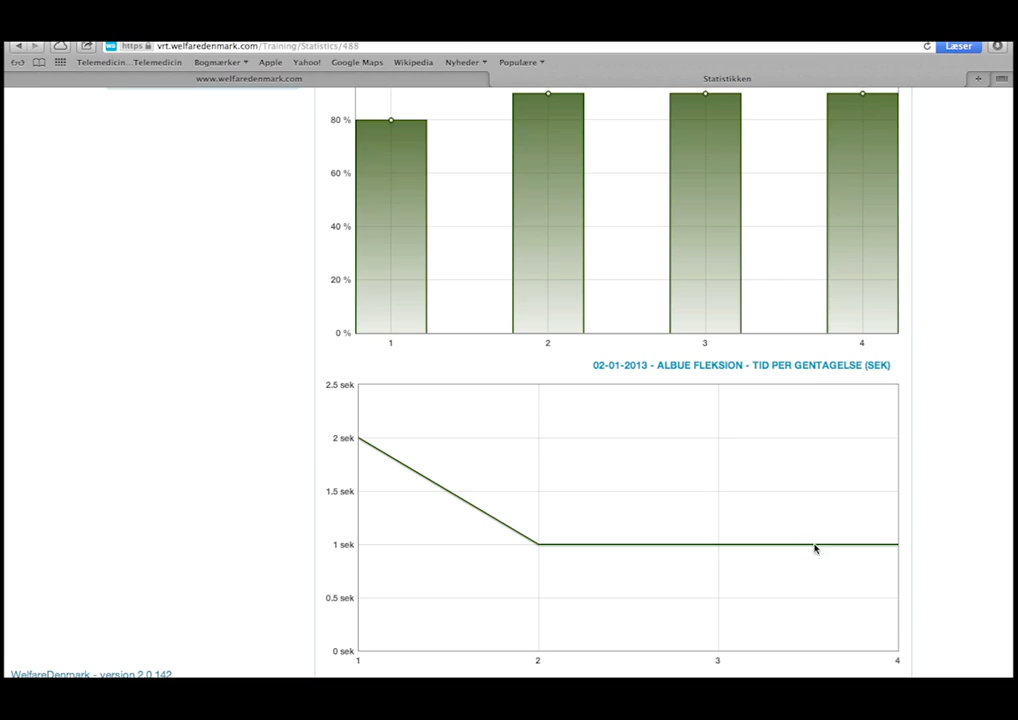 https vrt.welfaredenmark.com/Training/Statistics/488 Læser
Telemedicin...Telemedicin Bogmærker Apple Yahoo! Google Maps Wikipedia Nyheder Populære
www.welfaredenmark.com Statistikken +
80 %
60 %
40 %
20 %
0 %
1 2 3 4
02-01-2013 - ALBUE FLEKSION - TID PER GENTAGELSE (SEK)
2.5 sek
2 sek
1.5 sek
1 sek
0.5 sek
0 sek
1 2 3 4
WelfareDenmark - version 2.0.142